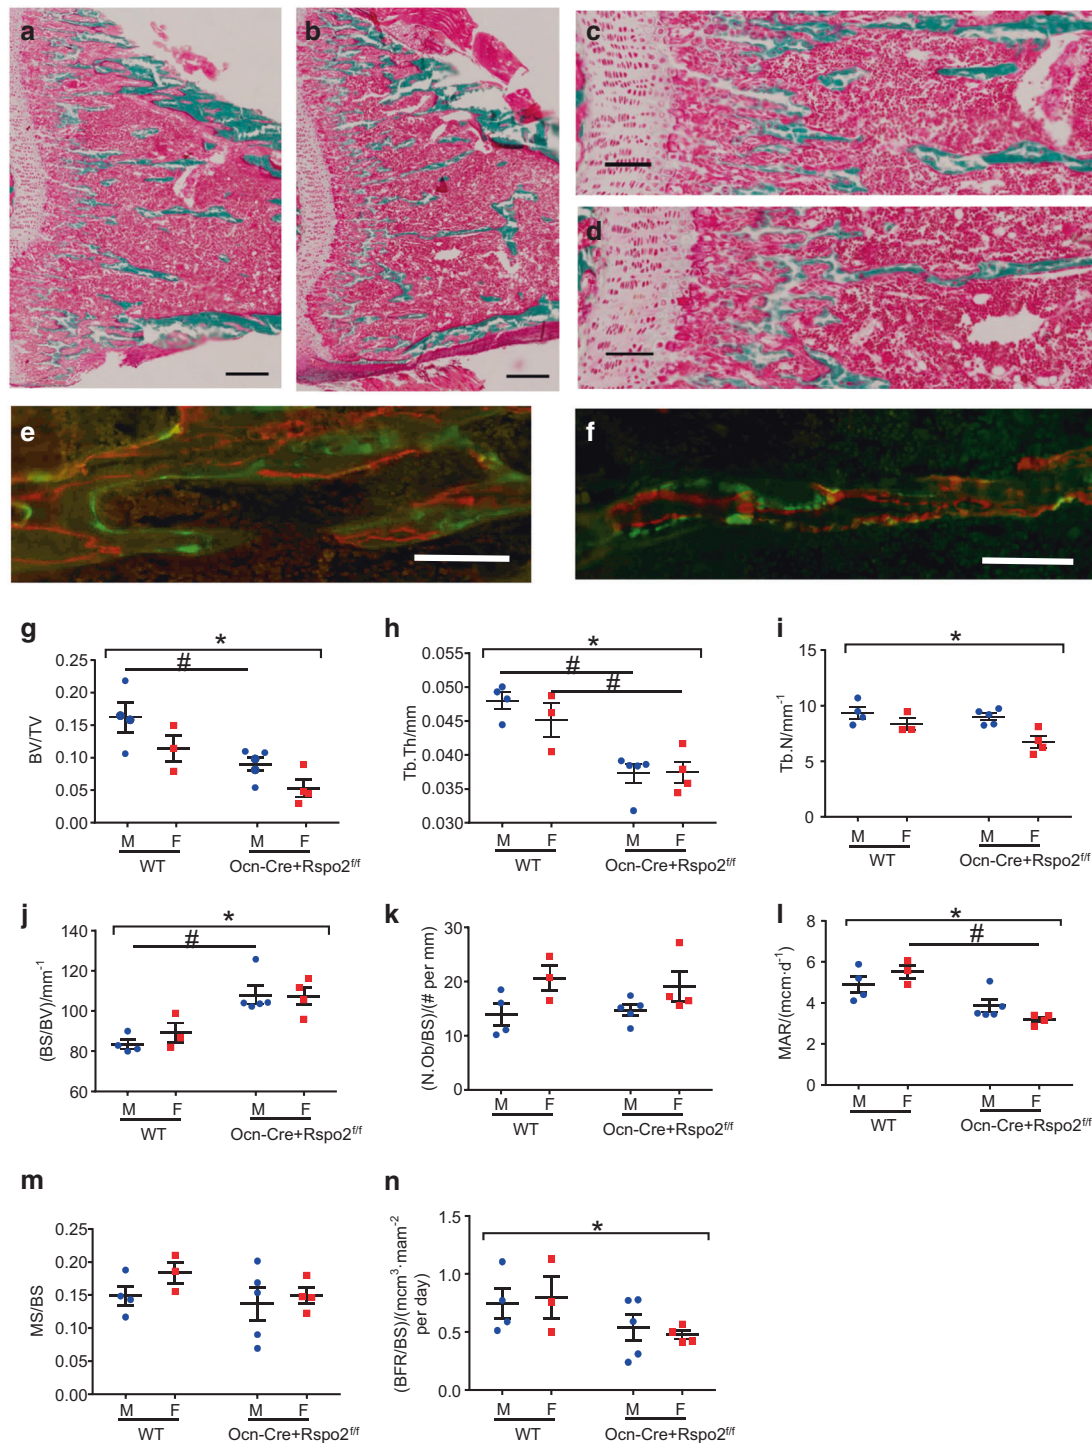 a
b
c
d
e
f
g
BV/TV
0.25
0.20
0.15
0.10
0.05
0.00
*
#
M F M F
WT Ocn-Cre+Rspo2f/f
h
Tb.Th/mm
0.055
0.050
0.045
0.040
0.035
0.030
*
#
#
M F M F
WT Ocn-Cre+Rspo2f/f
i
Tb.N/mm-1
15
10
5
0
*
M F M F
WT Ocn-Cre+Rspo2f/f
j
(BS/BV)/mm-1
140
120
100
80
60
*
#
M F M F
WT Ocn-Cre+Rspo2f/f
k
(N.Ob/BS)/(# per mm)
30
20
10
0
M F M F
WT Ocn-Cre+Rspo2f/f
l
MAR/(mcm·d-1)
8
6
4
2
0
*
#
M F M F
WT Ocn-Cre+Rspo2f/f
m
MS/BS
0.25
0.20
0.15
0.10
0.05
0.00
M F M F
WT Ocn-Cre+Rspo2f/f
n
(BFR/BS)/(mcm3·mam-2
per day)
1.5
1.0
0.5
0.0
*
M F M F
WT Ocn-Cre+Rspo2f/f